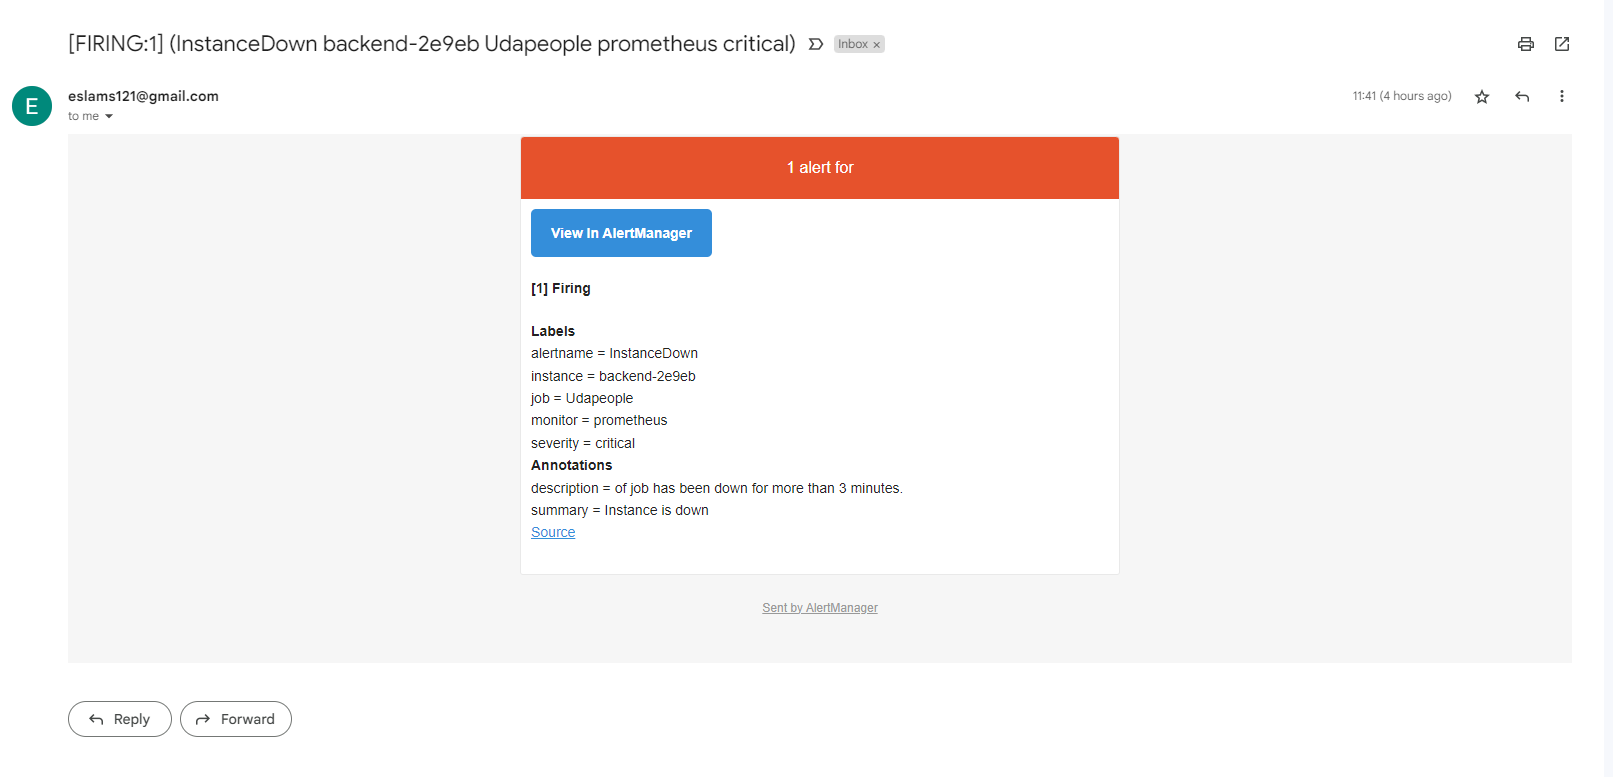 [FIRING:1] (InstanceDown backend-2e9eb Udapeople prometheus critical) Inbox ×
E
eslams121@gmail.com
11:41 (4 hours ago)
to me
1 alert for
View In AlertManager
[1] Firing
Labels
alertname = InstanceDown
instance = backend-2e9eb
job = Udapeople
monitor = prometheus
severity = critical
Annotations
description = of job has been down for more than 3 minutes.
summary = Instance is down
Source
Sent by AlertManager
Reply
Forward